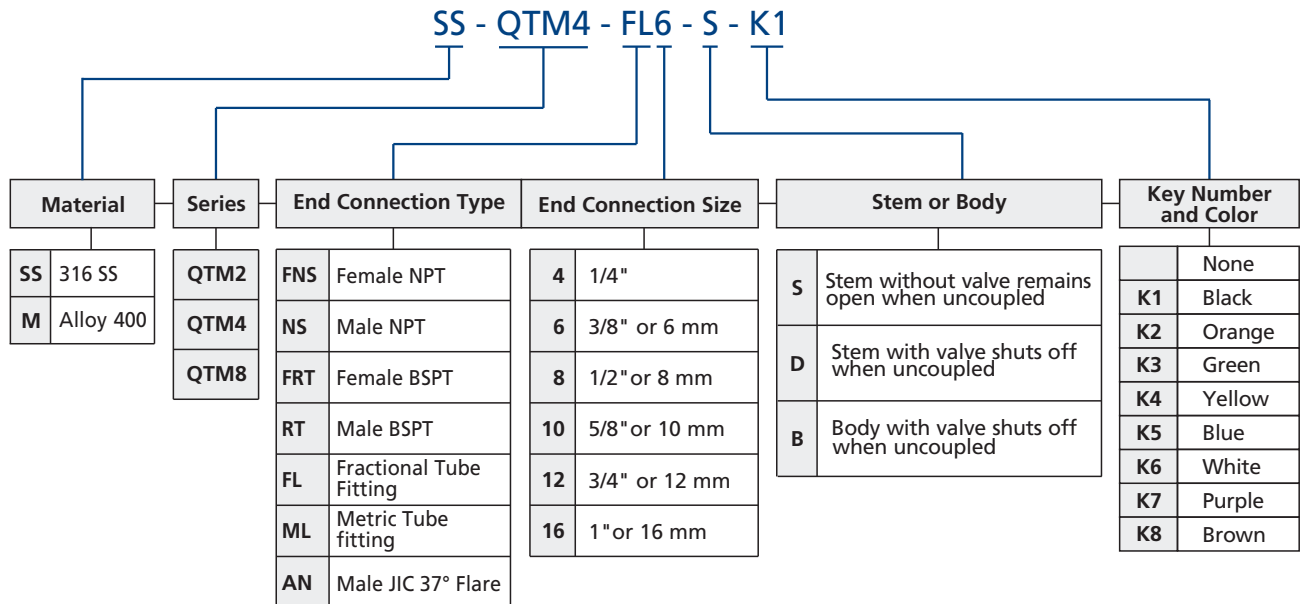 SS - QTM4 - FL6 - S - K1
Material
Series
End Connection Type
End Connection Size
Stem or Body
Key Number
and Color
SS 316 SS
M Alloy 400
QTM2
QTM4
QTM8
FNS Female NPT
NS Male NPT
FRT Female BSPT
RT Male BSPT
FL Fractional Tube
Fitting
ML Metric Tube
fitting
AN Male JIC 37° Flare
4 1/4"
6 3/8" or 6 mm
8 1/2"or 8 mm
10 5/8"or 10 mm
12 3/4" or 12 mm
16 1"or 16 mm
S Stem without valve remains
open when uncoupled
D Stem with valve shuts off
when uncoupled
B Body with valve shuts off
when uncoupled
None
K1 Black
K2 Orange
K3 Green
K4 Yellow
K5 Blue
K6 White
K7 Purple
K8 Brown